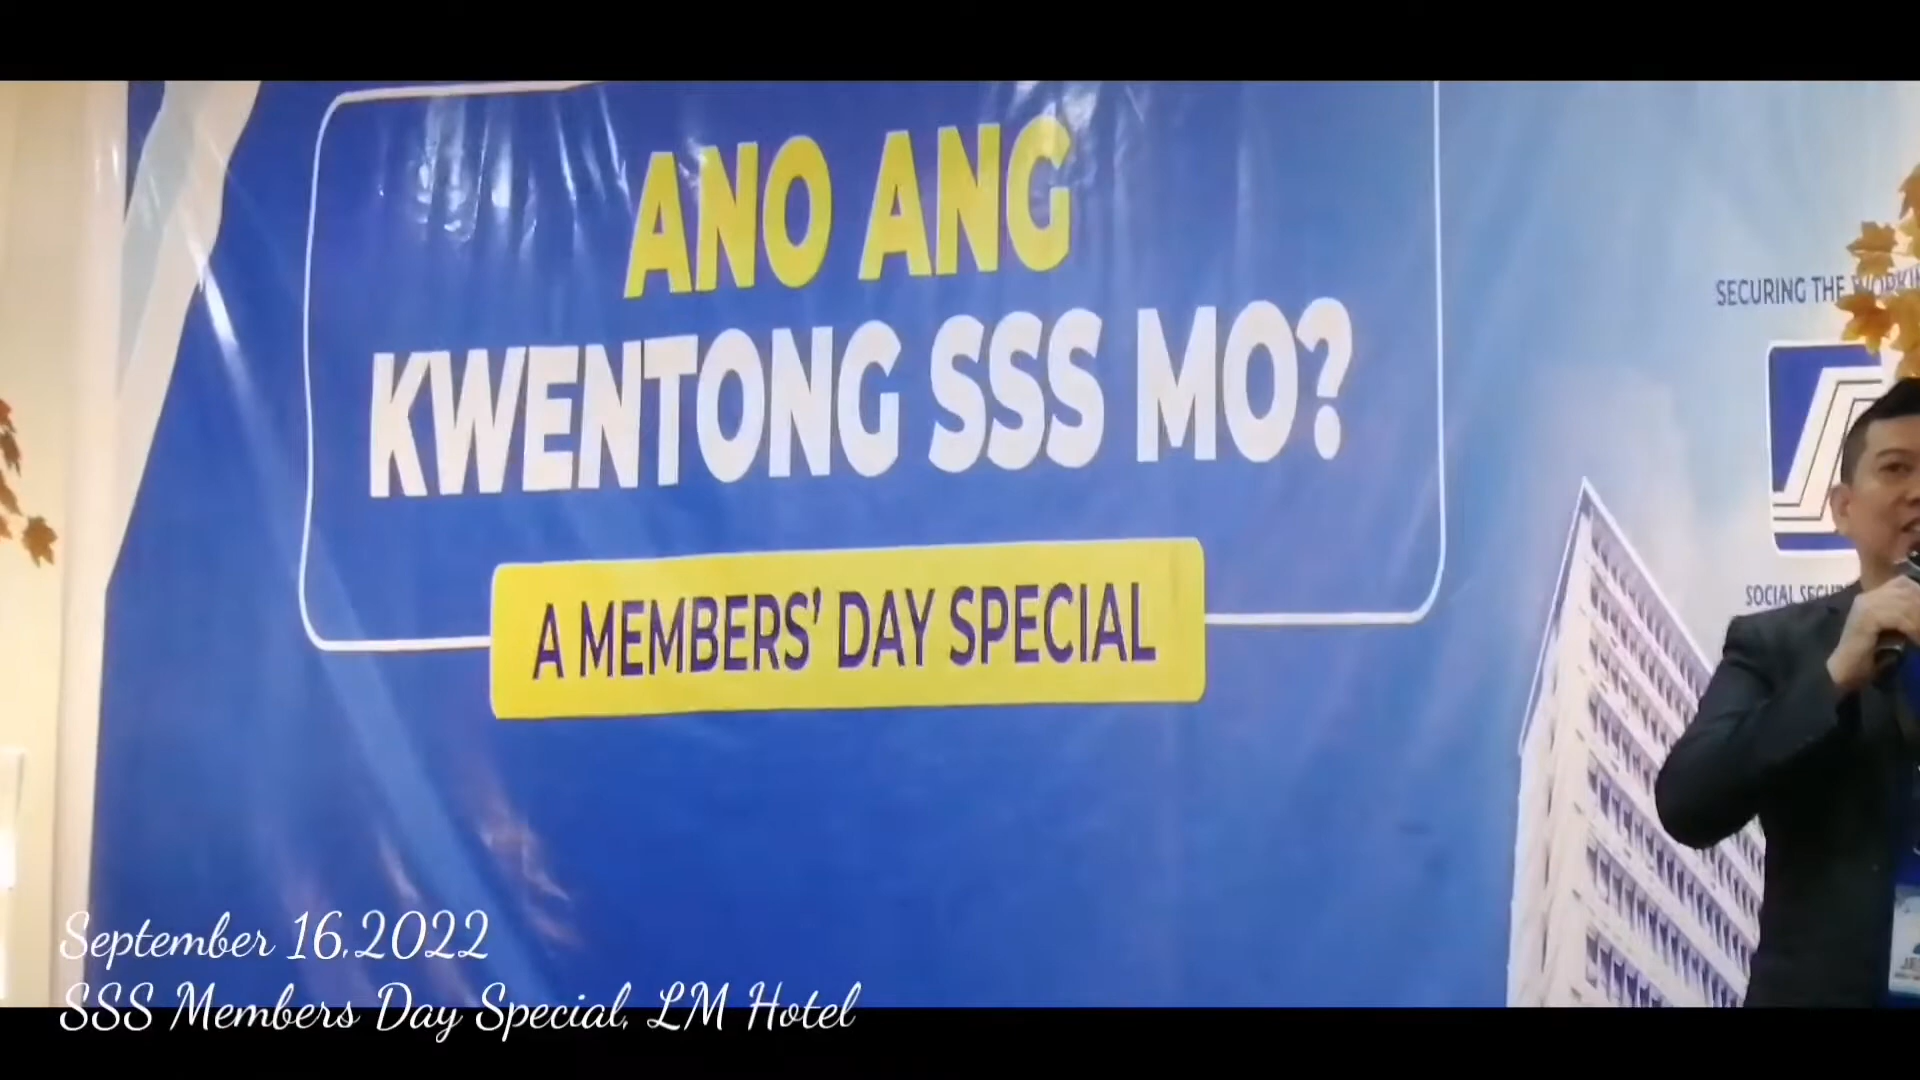 ANO ANG
KWENTONG SSS MO?
A MEMBERS' DAY SPECIAL
SECURING THE
SOCIAL
September 16,2022
SSS Members Day Special, LM Hotel